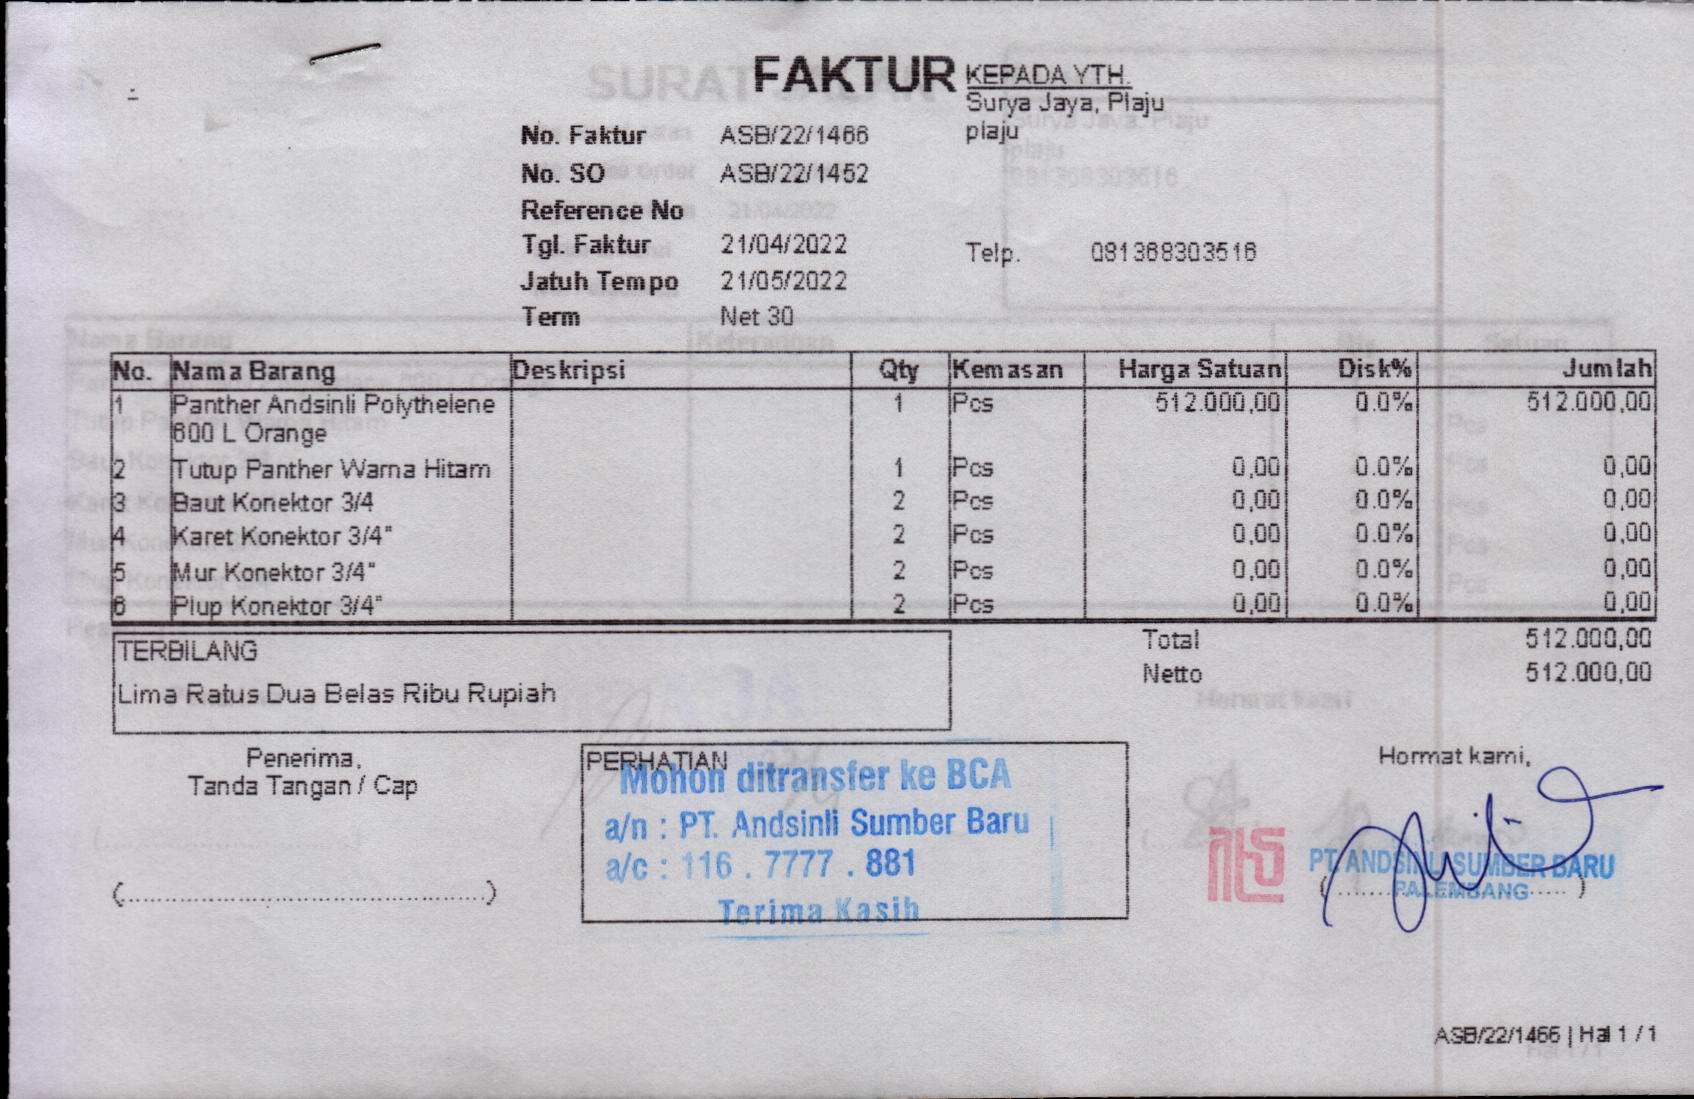 FAKTUR
KEPADA YTH.
Surya Jaya, Plaju
plaju
No. Faktur ASB/22/1466
No. SO ASB/22/1452
Reference No
Tgl. Faktur 21/04/2022
Telp. 081368303516
Jatuh Tempo 21/05/2022
Term Net 30
No. Nama Barang Deskripsi Qty Kemasan Harga Satuan Disk% Jumlah
1 Panther Andsinli Polythelene 1 Pcs 512.000,00 0.0% 512.000,00
600 L Orange
2 Tutup Panther Warna Hitam 1 Pcs 0,00 0.0% 0,00
3 Baut Konektor 3/4 2 Pcs 0,00 0.0% 0,00
4 Karet Konektor 3/4" 2 Pcs 0,00 0.0% 0,00
5 Mur Konektor 3/4" 2 Pcs 0,00 0.0% 0,00
6 Plup Konektor 3/4" 2 Pcs 0,00 0.0% 0,00
TERBILANG
Lima Ratus Dua Belas Ribu Rupiah
Total 512.000,00
Netto 512.000,00
Penerima,
Tanda Tangan / Cap
(............................................)
PERHATIAN
Mohon ditransfer ke BCA
a/n : PT. Andsinli Sumber Baru
a/c : 116 . 7777 . 881
Terima Kasih
Hormat kami,
PT. ANDSINLI SUMBER BARU
PALEMBANG
ASB/22/1466 | Hal 1 / 1